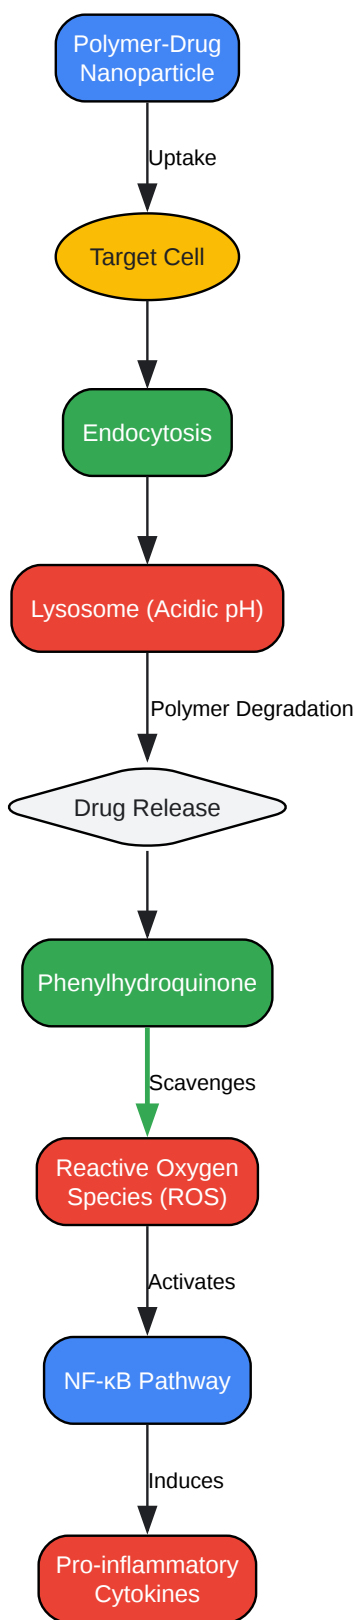 Polymer-Drug
Nanoparticle
Uptake
Target Cell
Endocytosis
Lysosome (Acidic pH)
Polymer Degradation
Drug Release
Phenylhydroquinone
Scavenges
Reactive Oxygen
Species (ROS)
Activates
NF-κB Pathway
Induces
Pro-inflammatory
Cytokines